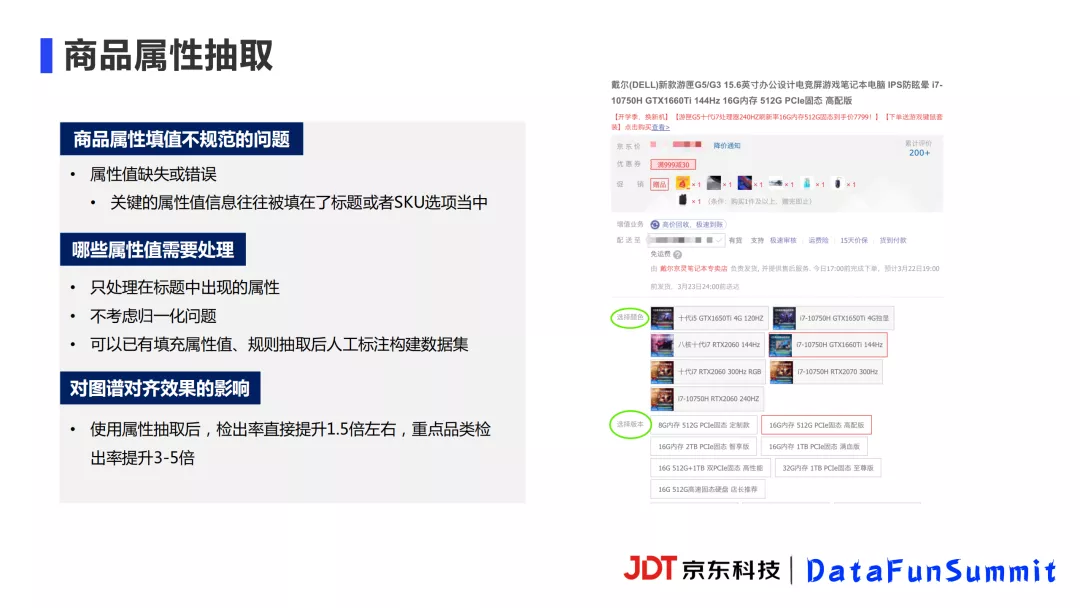 商品属性抽取
商品属性填值不规范的问题
• 属性值缺失或错误
• 关键的属性值信息往往被填在了标题或者SKU选项当中
哪些属性值需要处理
• 只处理在标题中出现的属性
• 不考虑归一化问题
• 可以已有填充属性值、规则抽取后人工标注构建数据集
对图谱对齐效果的影响
• 使用属性抽取后，检出率直接提升1.5倍左右，重点品类检
出率提升3-5倍
戴尔(DELL)新款游匣G5/G3 15.6英寸办公设计电竞屏游戏笔记本电脑 IPS防眩晕 i7-
10750H GTX1660Ti 144Hz 16G内存 512G PCIe固态 高配版
【开学季，换新机】【游匣G5十代i7处理器240HZ刷新率16G内存512G固态到手价7799！】【下单送游戏键鼠套
装】点击购买查看>
京东价 降价通知 累计评价
200+
优惠券 满999减30
促销 赠品 ×1 ×1 ×1 ×1 ×1 ×1
×1 （条件：购买1件及以上，赠完即止）
增值业务 高价回收，极速到账
配送至 有货 支持 极速审核 运费险 15天价保 货到付款
免运费 ?
由 戴尔京灵笔记本专卖店 负责发货，并提供售后服务。今日17:00前完成下单，预计3月22日19:00
前发货，3月23日24:00前送达
选择颜色 十代i5 GTX1650Ti 4G 120HZ i7-10750H GTX1650Ti 4G独显
八核十代i7 RTX2060 144Hz i7-10750H GTX1660Ti 144Hz
十代i7 RTX2060 300Hz RGB i7-10750H RTX2070 300Hz
i7-10750H RTX2060 240HZ
选择版本 8G内存 512G PCIe固态 定制款 16G内存 512G PCIe固态 高配版
16G内存 2TB PCIe固态 智享版 16G内存 1TB PCIe固态 满血版
16G 512G+1TB 双PCIe固态 高性能 32G内存 1TB PCIe固态 至尊版
16G 512G高速固态硬盘 店长推荐
JDT 京东科技 | DataFunSummit